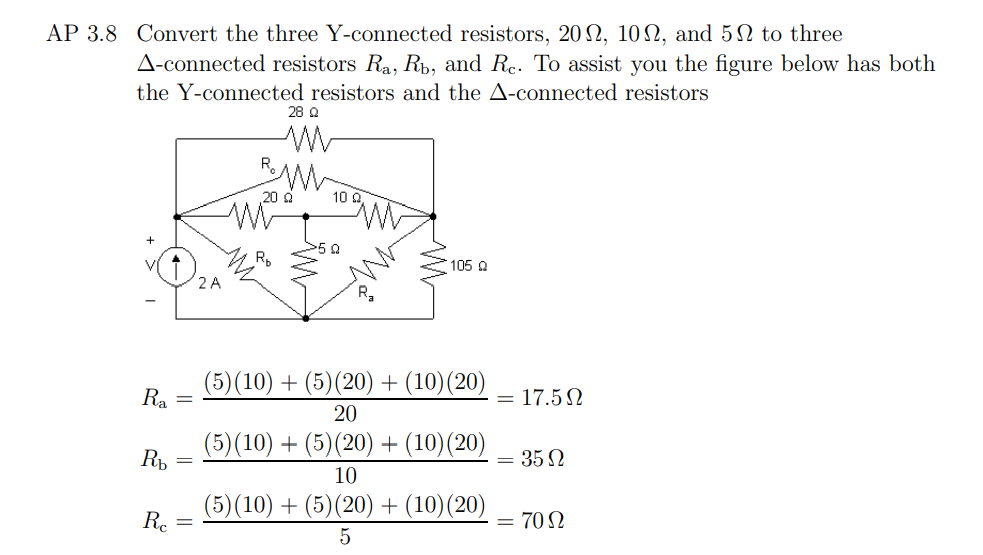 AP 3.8 Convert the three Y-connected resistors, 20 Ω, 10 Ω, and 5 Ω to three
Δ-connected resistors Ra, Rb, and Rc. To assist you the figure below has both
the Y-connected resistors and the Δ-connected resistors
28 Ω
Rc
20 Ω 10 Ω
+
5 Ω
Rb
v
105 Ω
2 A
Ra
−
Ra = (5)(10) + (5)(20) + (10)(20) / 20 = 17.5 Ω
Rb = (5)(10) + (5)(20) + (10)(20) / 10 = 35 Ω
Rc = (5)(10) + (5)(20) + (10)(20) / 5 = 70 Ω